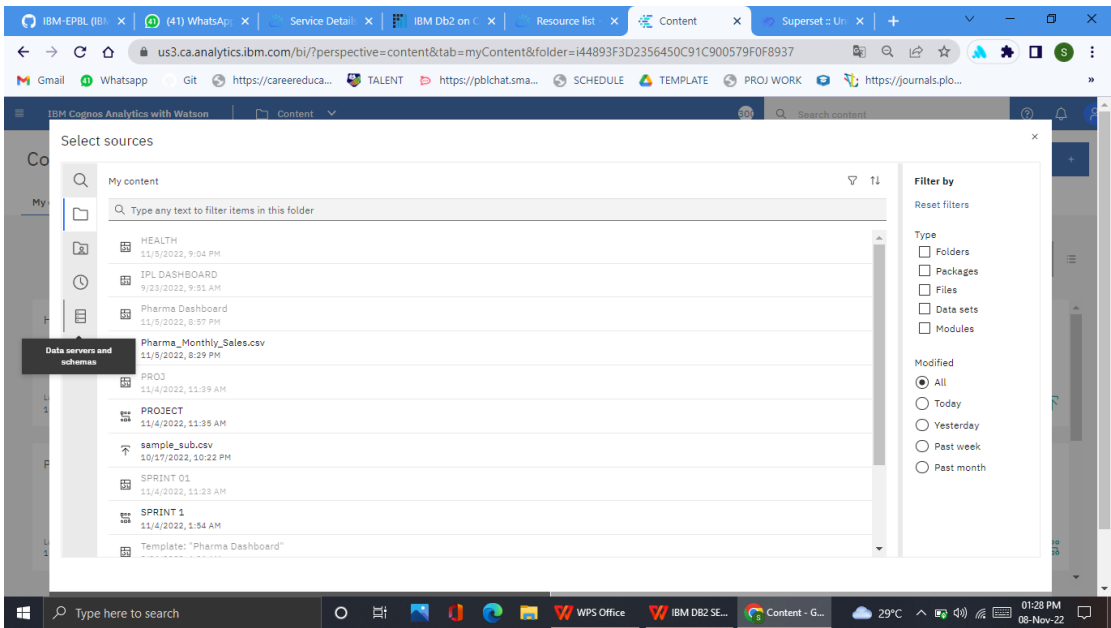 IBM-EPBL (IBM
(41) WhatsAp
Service Details
IBM Db2 on C
Resource list -
Content
Superset :: Un
us3.ca.analytics.ibm.com/bi/?perspective=content&tab=myContent&folder=i44893F3D2356450C91C900579F0F8937
S
Gmail
Whatsapp
Git
https://careereduca...
TALENT
https://pblchat.sma...
SCHEDULE
TEMPLATE
PROJ WORK
https://journals.plo...
»
IBM Cognos Analytics with Watson
Content
Search content
Select sources
Co
My
My content
Type any text to filter items in this folder
HEALTH
11/5/2022, 9:04 PM
IPL DASHBOARD
9/23/2022, 9:51 AM
Pharma Dashboard
11/5/2022, 8:57 PM
Data servers and
schemas
Pharma_Monthly_Sales.csv
11/5/2022, 8:29 PM
PROJ
11/4/2022, 11:39 AM
PROJECT
11/4/2022, 11:35 AM
sample_sub.csv
10/17/2022, 10:22 PM
SPRINT 01
11/4/2022, 11:23 AM
SPRINT 1
11/4/2022, 1:54 AM
Template: "Pharma Dashboard"
Filter by
Reset filters
Type
Folders
Packages
Files
Data sets
Modules
Modified
All
Today
Yesterday
Past week
Past month
Type here to search
WPS Office
IBM DB2 SE...
Content - G...
29°C
01:28 PM
08-Nov-22